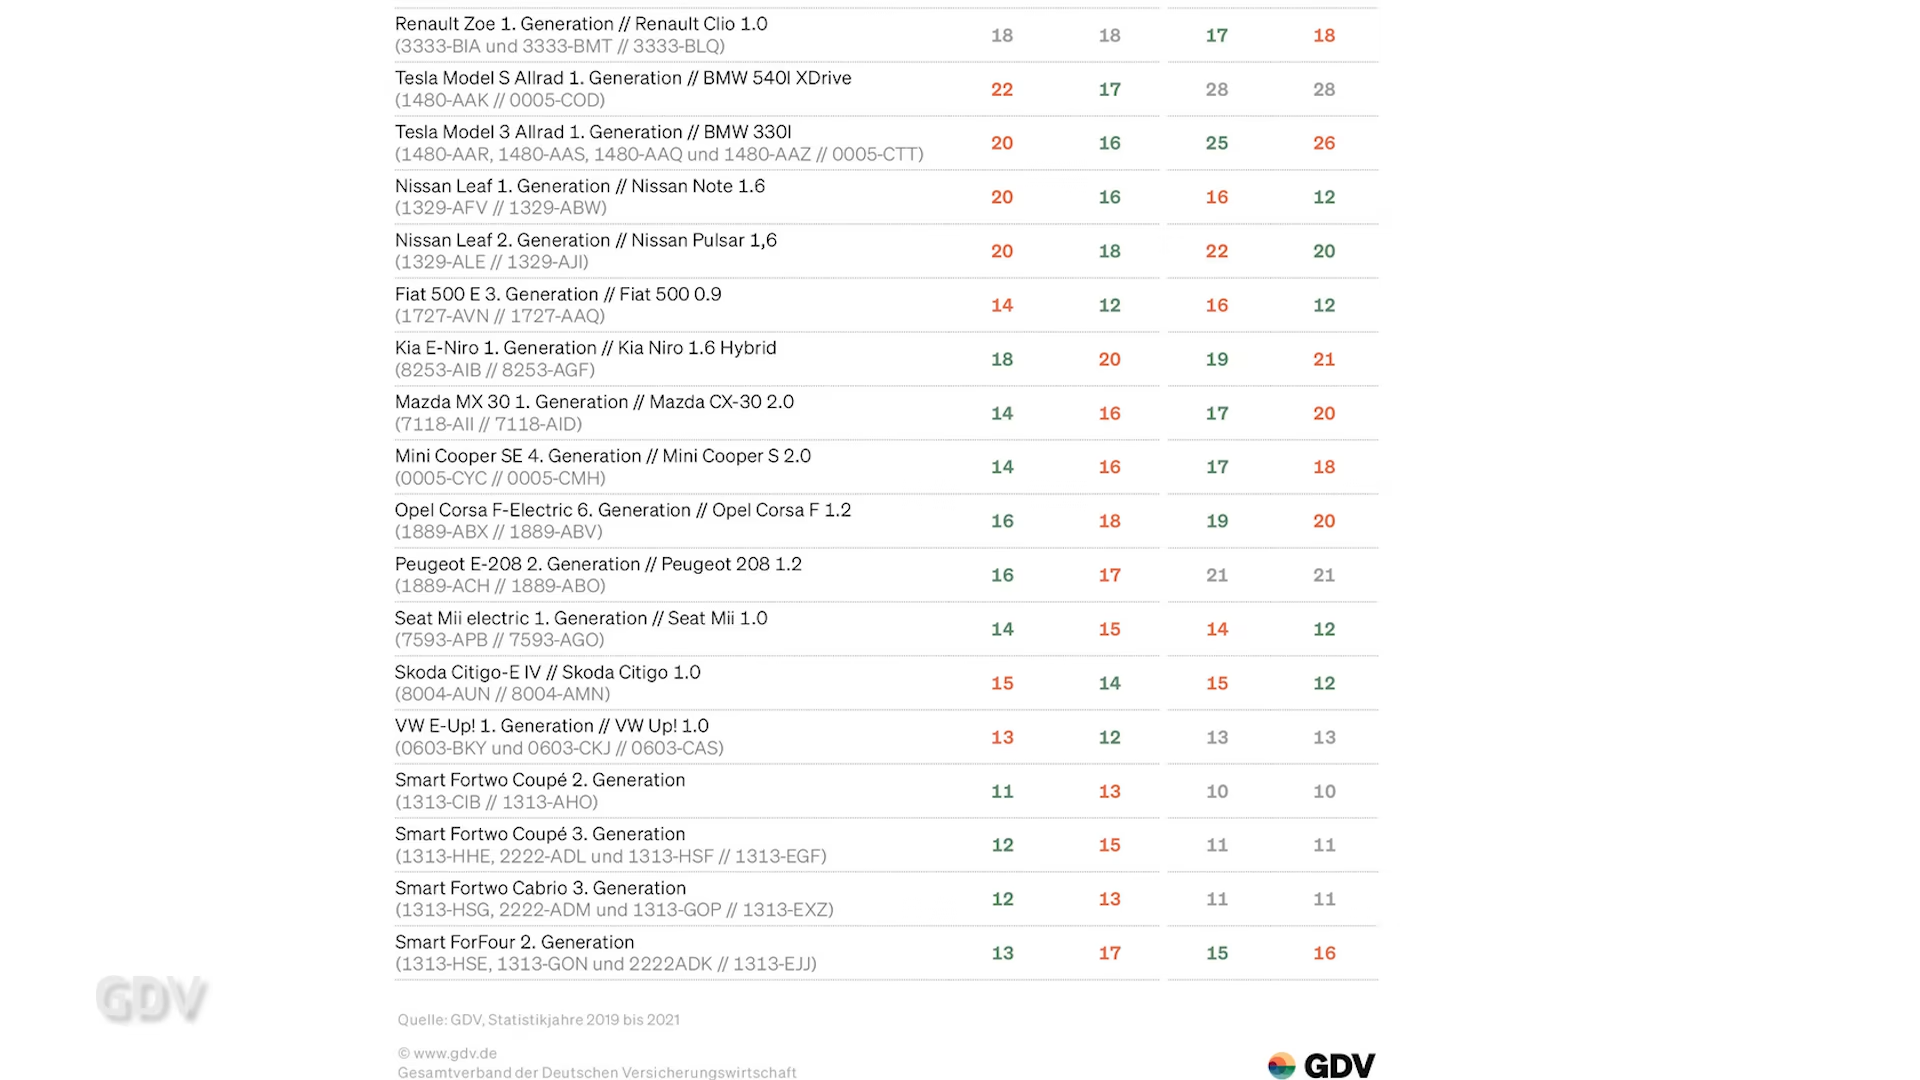 Renault Zoe 1. Generation // Renault Clio 1.0
(3333-BIA und 3333-BMT // 3333-BLQ) 18 18 17 18
Tesla Model S Allrad 1. Generation // BMW 540I XDrive
(1480-AAK // 0005-COD) 22 17 28 28
Tesla Model 3 Allrad 1. Generation // BMW 330I
(1480-AAR, 1480-AAS, 1480-AAQ und 1480-AAZ // 0005-CTT) 20 16 25 26
Nissan Leaf 1. Generation // Nissan Note 1.6
(1329-AFV // 1329-ABW) 20 16 16 12
Nissan Leaf 2. Generation // Nissan Pulsar 1,6
(1329-ALE // 1329-AJI) 20 18 22 20
Fiat 500 E 3. Generation // Fiat 500 0.9
(1727-AVN // 1727-AAQ) 14 12 16 12
Kia E-Niro 1. Generation // Kia Niro 1.6 Hybrid
(8253-AIB // 8253-AGF) 18 20 19 21
Mazda MX 30 1. Generation // Mazda CX-30 2.0
(7118-AII // 7118-AID) 14 16 17 20
Mini Cooper SE 4. Generation // Mini Cooper S 2.0
(0005-CYC // 0005-CMH) 14 16 17 18
Opel Corsa F-Electric 6. Generation // Opel Corsa F 1.2
(1889-ABX // 1889-ABV) 16 18 19 20
Peugeot E-208 2. Generation // Peugeot 208 1.2
(1889-ACH // 1889-ABO) 16 17 21 21
Seat Mii electric 1. Generation // Seat Mii 1.0
(7593-APB // 7593-AGO) 14 15 14 12
Skoda Citigo-E IV // Skoda Citigo 1.0
(8004-AUN // 8004-AMN) 15 14 15 12
VW E-Up! 1. Generation // VW Up! 1.0
(0603-BKY und 0603-CKJ // 0603-CAS) 13 12 13 13
Smart Fortwo Coupé 2. Generation
(1313-CIB // 1313-AHO) 11 13 10 10
Smart Fortwo Coupé 3. Generation
(1313-HHE, 2222-ADL und 1313-HSF // 1313-EGF) 12 15 11 11
Smart Fortwo Cabrio 3. Generation
(1313-HSG, 2222-ADM und 1313-GOP // 1313-EXZ) 12 13 11 11
Smart ForFour 2. Generation
(1313-HSE, 1313-GON und 2222ADK // 1313-EJJ) 13 17 15 16
GDV
Quelle: GDV, Statistikjahre 2019 bis 2021
© www.gdv.de
Gesamtverband der Deutschen Versicherungswirtschaft
GDV